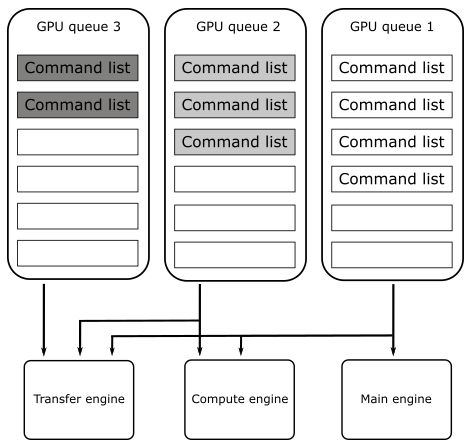 GPU queue 3
Command list
Command list
GPU queue 2
Command list
Command list
Command list
GPU queue 1
Command list
Command list
Command list
Command list
Transfer engine
Compute engine
Main engine